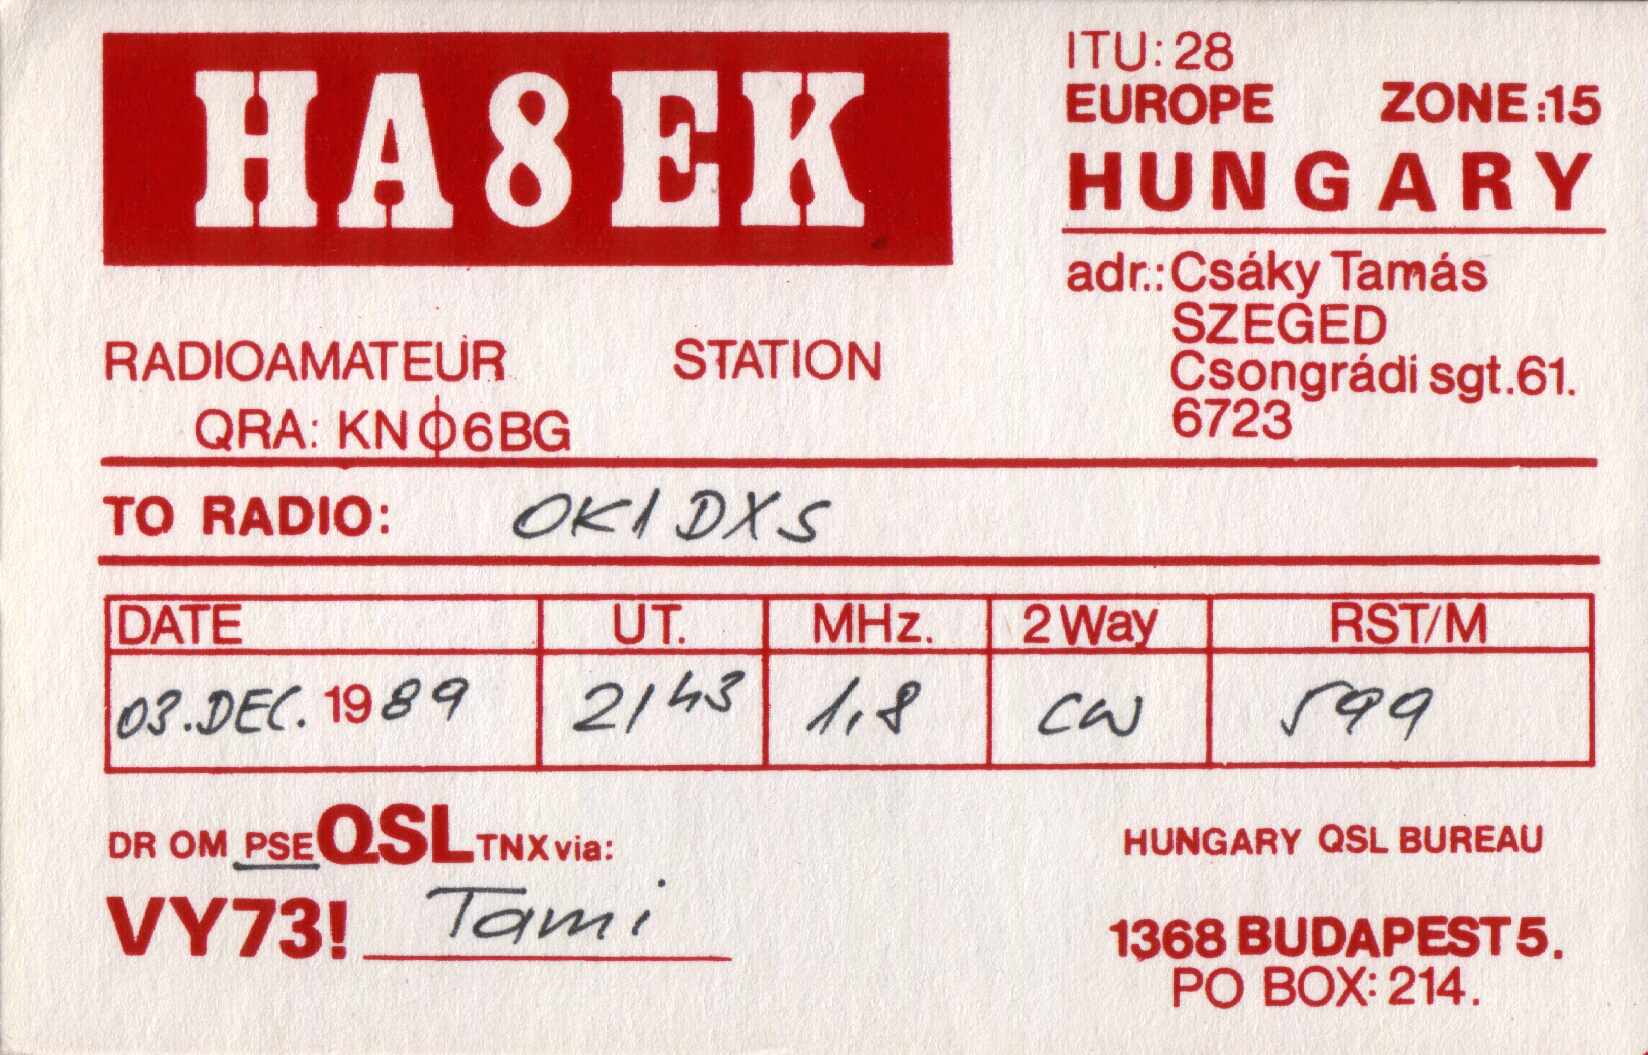 HA8EK
ITU: 28
EUROPE ZONE:15
HUNGARY
adr.: Csáky Tamás
SZEGED
Csongrádi sgt.61.
6723
RADIOAMATEUR STATION
QRA: KNØ6BG
TO RADIO: OK1DXS
DATE UT. MHz. 2 Way RST/M
03.DEC. 1989 2143 1,8 CW 599
DR OM PSE QSL TNX via:
HUNGARY QSL BUREAU
VY73! Tami
1368 BUDAPEST 5.
PO BOX: 214.